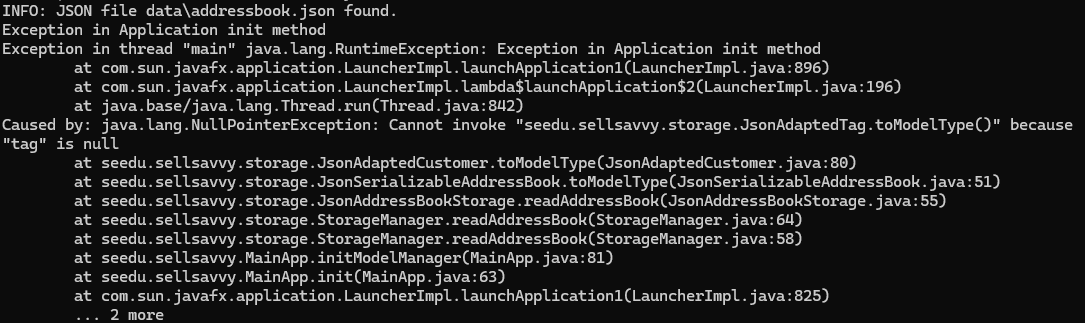 INFO: JSON file data\addressbook.json found.
Exception in Application init method
Exception in thread "main" java.lang.RuntimeException: Exception in Application init method
        at com.sun.javafx.application.LauncherImpl.launchApplication1(LauncherImpl.java:896)
        at com.sun.javafx.application.LauncherImpl.lambda$launchApplication$2(LauncherImpl.java:196)
        at java.base/java.lang.Thread.run(Thread.java:842)
Caused by: java.lang.NullPointerException: Cannot invoke "seedu.sellsavvy.storage.JsonAdaptedTag.toModelType()" because
"tag" is null
        at seedu.sellsavvy.storage.JsonAdaptedCustomer.toModelType(JsonAdaptedCustomer.java:80)
        at seedu.sellsavvy.storage.JsonSerializableAddressBook.toModelType(JsonSerializableAddressBook.java:51)
        at seedu.sellsavvy.storage.JsonAddressBookStorage.readAddressBook(JsonAddressBookStorage.java:55)
        at seedu.sellsavvy.storage.StorageManager.readAddressBook(StorageManager.java:64)
        at seedu.sellsavvy.storage.StorageManager.readAddressBook(StorageManager.java:58)
        at seedu.sellsavvy.MainApp.initModelManager(MainApp.java:81)
        at seedu.sellsavvy.MainApp.init(MainApp.java:63)
        at com.sun.javafx.application.LauncherImpl.launchApplication1(LauncherImpl.java:825)
        ... 2 more